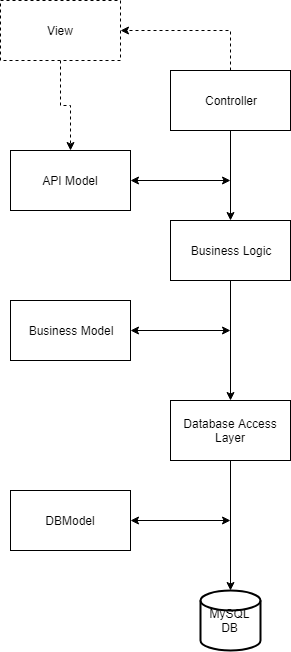 View
Controller
API Model
Business Logic
Business Model
Database Access
Layer
DBModel
MySQL
DB